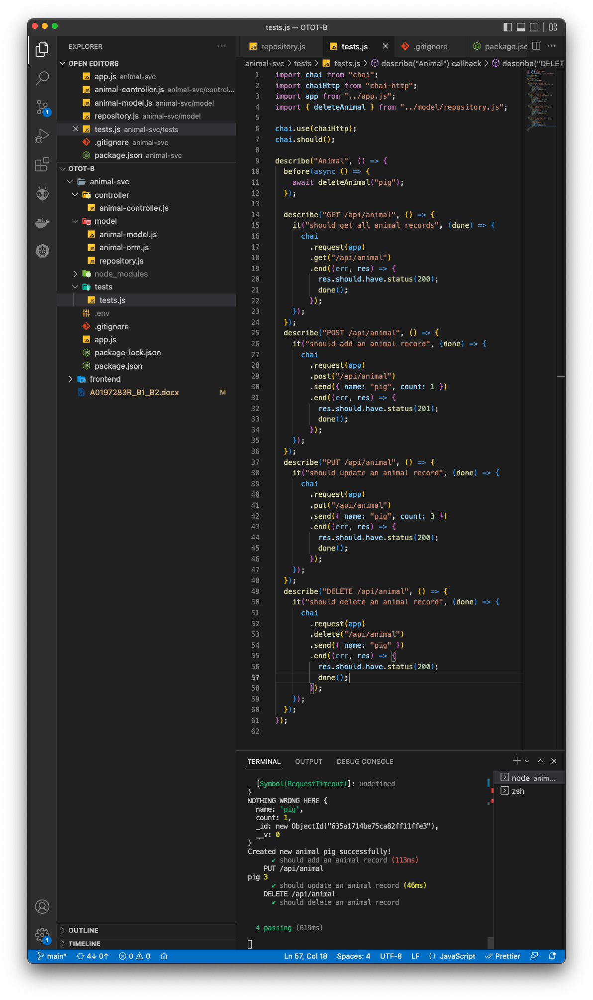 tests.js — OTOT-B
EXPLORER
OPEN EDITORS
app.js animal-svc
animal-controller.js animal-svc/control...
animal-model.js animal-svc/model
repository.js animal-svc/model
tests.js animal-svc/tests
.gitignore animal-svc
package.json animal-svc
OTOT-B
animal-svc
controller
animal-controller.js
model
animal-model.js
animal-orm.js
repository.js
node_modules
tests
tests.js
.env
.gitignore
app.js
package-lock.json
package.json
frontend
A0197283R_B1_B2.docx M
OUTLINE
TIMELINE
repository.js tests.js .gitignore package.jsc
animal-svc > tests > tests.js > describe("Animal") callback > describe("DELETI
1 import chai from "chai";
2 import chaiHttp from "chai-http";
3 import app from "../app.js";
4 import { deleteAnimal } from "../model/repository.js";
5
6 chai.use(chaiHttp);
7 chai.should();
8
9 describe("Animal", () => {
10 before(async () => {
11 await deleteAnimal("pig");
12 });
13
14 describe("GET /api/animal", () => {
15 it("should get all animal records", (done) => {
16 chai
17 .request(app)
18 .get("/api/animal")
19 .end((err, res) => {
20 res.should.have.status(200);
21 done();
22 });
23 });
24 });
25 describe("POST /api/animal", () => {
26 it("should add an animal record", (done) => {
27 chai
28 .request(app)
29 .post("/api/animal")
30 .send({ name: "pig", count: 1 })
31 .end((err, res) => {
32 res.should.have.status(201);
33 done();
34 });
35 });
36 });
37 describe("PUT /api/animal", () => {
38 it("should update an animal record", (done) => {
39 chai
40 .request(app)
41 .put("/api/animal")
42 .send({ name: "pig", count: 3 })
43 .end((err, res) => {
44 res.should.have.status(200);
45 done();
46 });
47 });
48 });
49 describe("DELETE /api/animal", () => {
50 it("should delete an animal record", (done) => {
51 chai
52 .request(app)
53 .delete("/api/animal")
54 .send({ name: "pig" })
55 .end((err, res) => {
56 res.should.have.status(200);
57 done();
58 });
59 });
60 });
61 });
62
TERMINAL OUTPUT DEBUG CONSOLE
node anim...
zsh
[Symbol(RequestTimeout)]: undefined
}
NOTHING WRONG HERE {
name: 'pig',
count: 1,
_id: new ObjectId("635a1714be75ca82ff11ffe3"),
__v: 0
}
Created new animal pig successfully!
✔ should add an animal record (113ms)
PUT /api/animal
pig 3
✔ should update an animal record (46ms)
DELETE /api/animal
✔ should delete an animal record
4 passing (619ms)
1
1
main* 4↓ 0↑ 0 0 Ln 57, Col 18 Spaces: 4 UTF-8 LF {} JavaScript Prettier